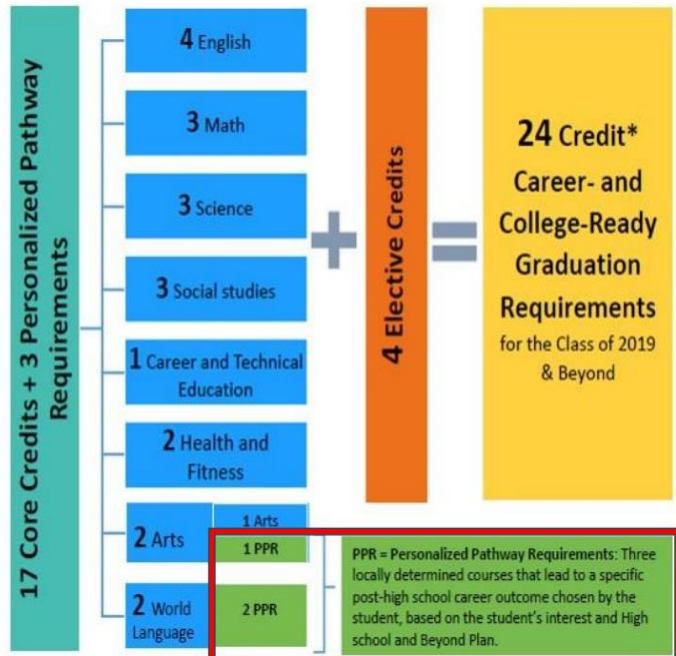 17 Core Credits + 3 Personalized Pathway
Requirements
4 English
3 Math
3 Science
3 Social studies
1 Career and Technical
Education
2 Health and
Fitness
2 Arts
1 Arts
1 PPR
2 World
Language
2 PPR
+
4 Elective Credits
=
24 Credit*
Career- and
College-Ready
Graduation
Requirements
for the Class of 2019
& Beyond
PPR = Personalized Pathway Requirements: Three
locally determined courses that lead to a specific
post-high school career outcome chosen by the
student, based on the student's interest and High
school and Beyond Plan.